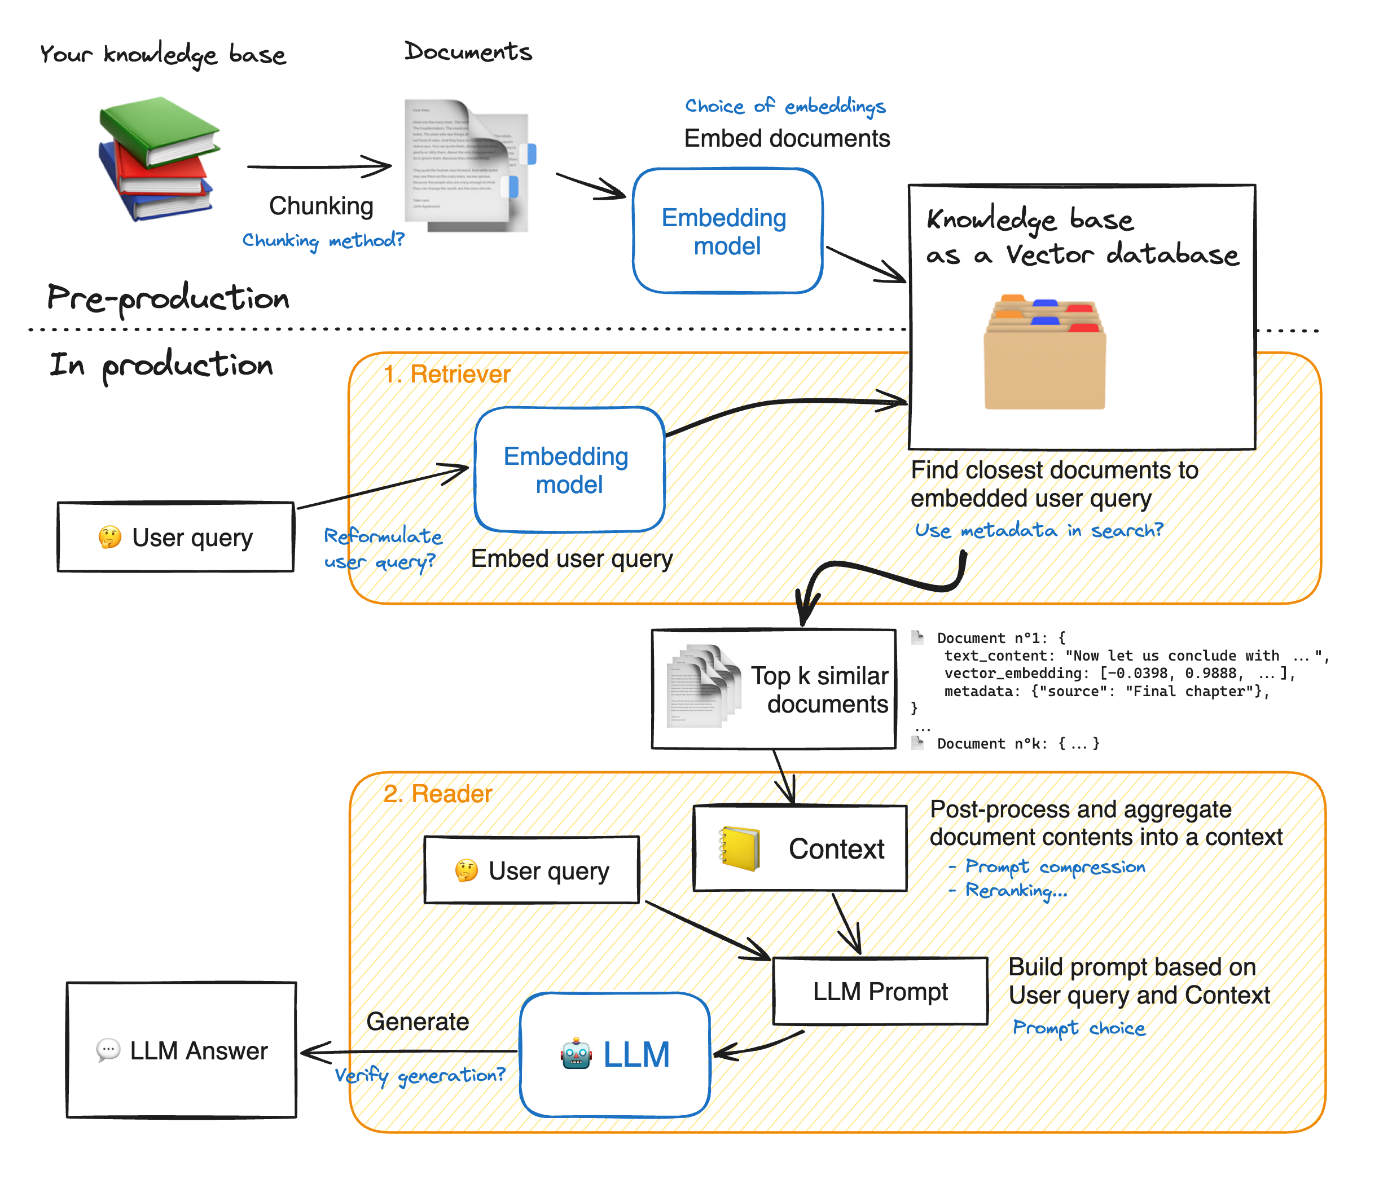 Your knowledge base
Documents
Choice of embeddings
Embed documents
Chunking
Chunking method?
Embedding
model
Knowledge base
as a Vector database
Pre-production
In production
1. Retriever
Embedding
model
🤔 User query
Reformulate
user query?
Embed user query
Find closest documents to
embedded user query
Use metadata in search?
Top k similar
documents
Document n°1: {
text_content: "Now let us conclude with ...",
vector_embedding: [-0.0398, 0.9888, ...],
metadata: {"source": "Final chapter"},
}
...
Document n°k: {...}
2. Reader
🤔 User query
Context
Post-process and aggregate
document contents into a context
- Prompt compression
- Reranking...
LLM Prompt
Build prompt based on
User query and Context
Prompt choice
🤖 LLM
Generate
Verify generation?
💬 LLM Answer